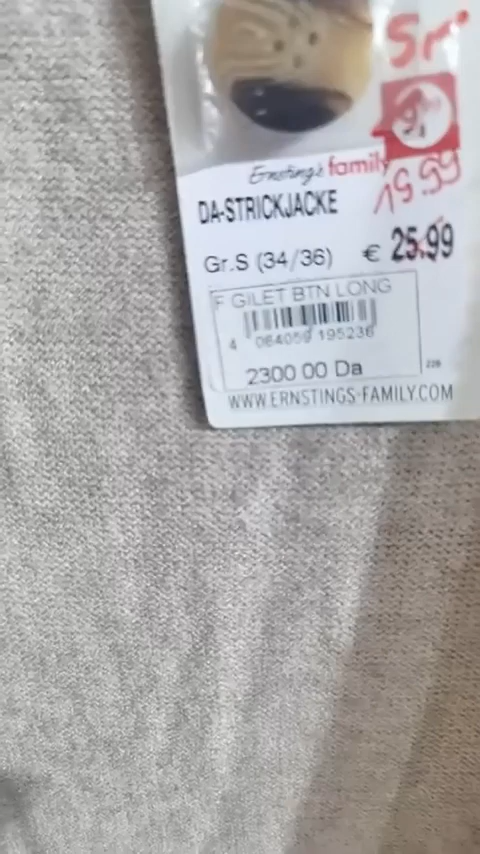 Ernsting's family
19.99
DA-STRICKJACKE
Gr.S (34/36) € 25.99
F GILET BTN LONG
4 064059 195236
2300 00 Da
WWW.ERNSTINGS-FAMILY.COM